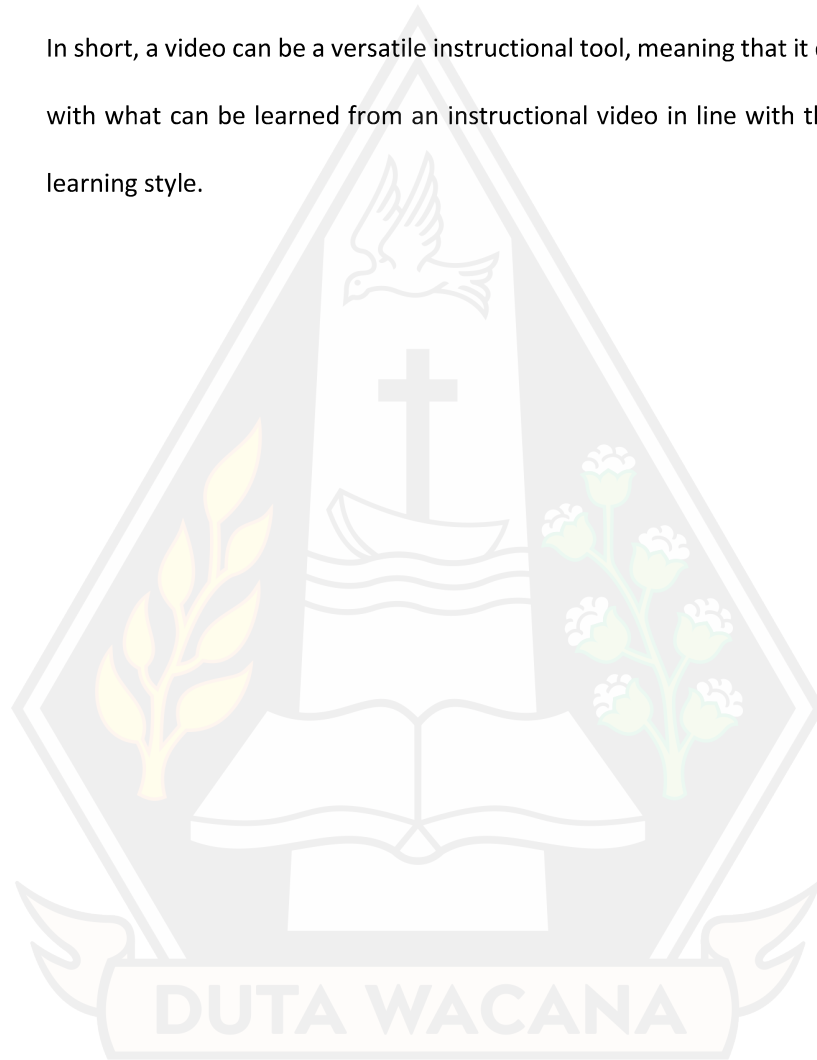 In short, a video can be a versatile instructional tool, meaning that it
with what can be learned from an instructional video in line with
learning style.
DUTA WACANA